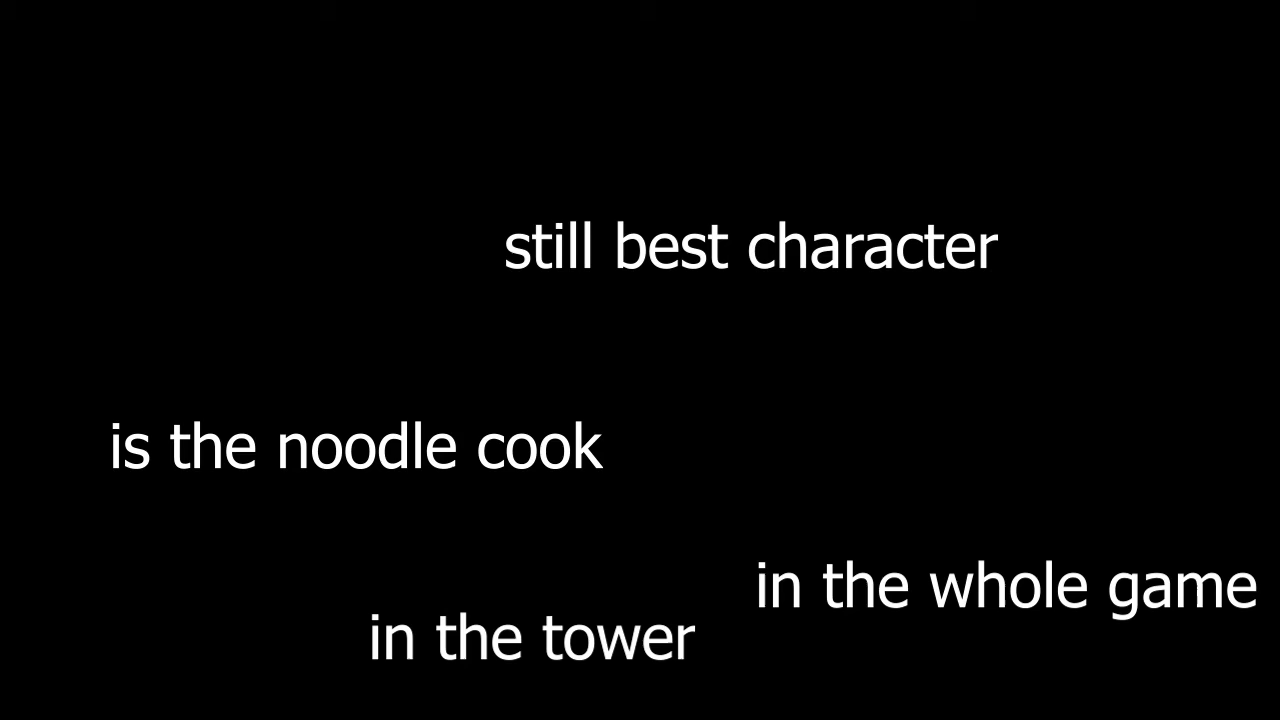 still best character
is the noodle cook
in the whole game
in the tower